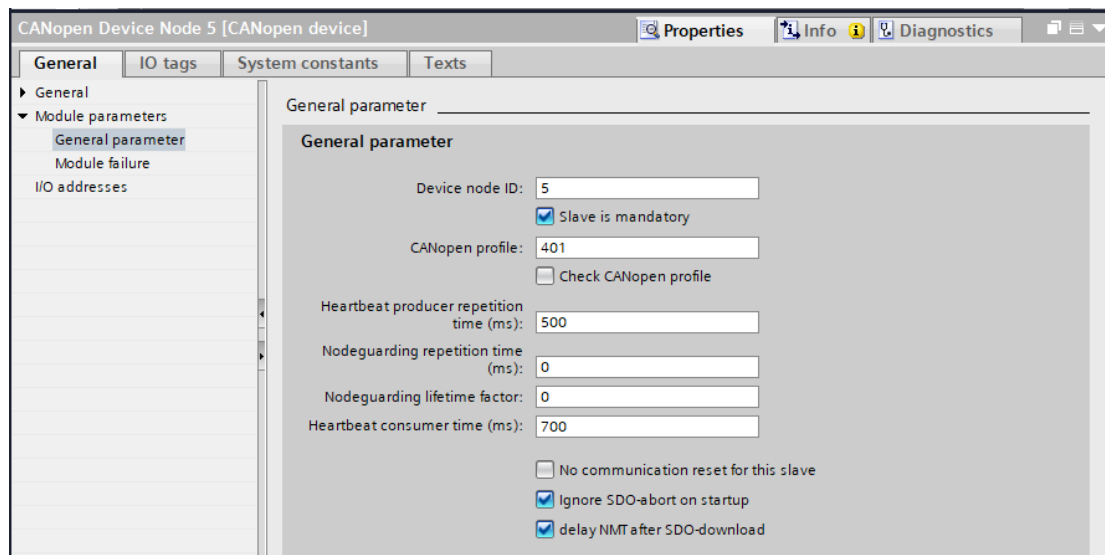 CANopen Device Node 5 [CANopen device]
Properties
Info
Diagnostics
General
IO tags
System constants
Texts
General
Module parameters
General parameter
Module failure
I/O addresses
General parameter
General parameter
Device node ID: 5
Slave is mandatory
CANopen profile: 401
Check CANopen profile
Heartbeat producer repetition
time (ms): 500
Nodeguarding repetition time
(ms): 0
Nodeguarding lifetime factor: 0
Heartbeat consumer time (ms): 700
No communication reset for this slave
Ignore SDO-abort on startup
delay NMT after SDO-download